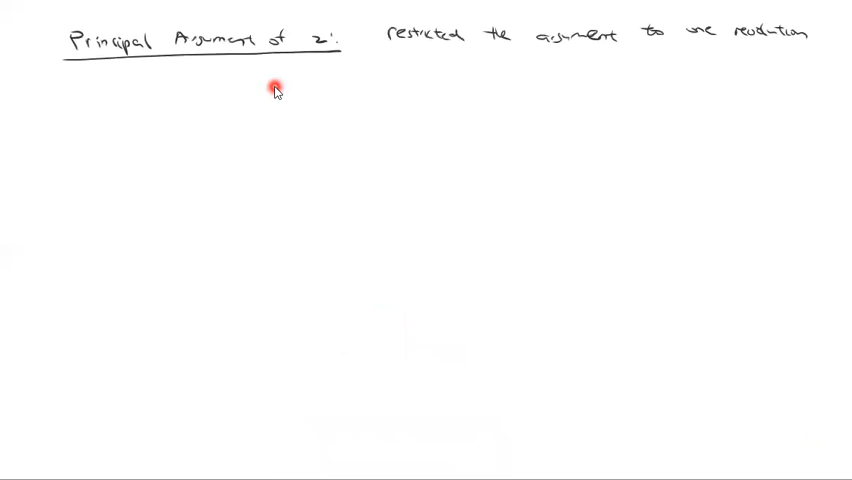 Principal Argument of z: restricted the argument to one revolution